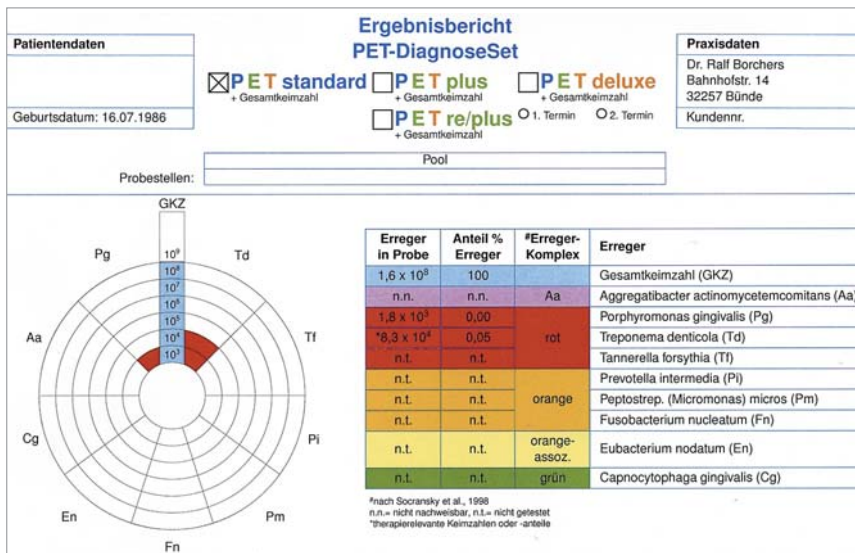 Ergebnisbericht
PET-DiagnoseSet
Patientendaten
Geburtsdatum: 16.07.1986
PET standard
+ Gesamtkeimzahl
PET plus
+ Gesamtkeimzahl
PET deluxe
+ Gesamtkeimzahl
PET re/plus
+ Gesamtkeimzahl
1. Termin
2. Termin
Praxisdaten
Dr. Ralf Borchers
Bahnhofstr. 14
32257 Bünde
Kundennr.
Pool
Probestellen:
GKZ
Pg
Td
Aa
Tf
Cg
Pi
En
Pm
Fn
10⁹
10⁸
10⁷
10⁶
10⁵
10⁴
10³
Erreger in Probe Anteil % Erreger #Erreger-Komplex Erreger
1,6 x 10⁸ 100 Gesamtkeimzahl (GKZ)
n.n. n.n. Aa Aggregatibacter actinomycetemcomitans (Aa)
1,8 x 10³ 0,00 rot Porphyromonas gingivalis (Pg)
*8,3 x 10⁴ 0,05 Treponema denticola (Td)
n.t. n.t. Tannerella forsythia (Tf)
n.t. n.t. orange Prevotella intermedia (Pi)
n.t. n.t. Peptostrep. (Micromonas) micros (Pm)
n.t. n.t. Fusobacterium nucleatum (Fn)
n.t. n.t. orange-assoz. Eubacterium nodatum (En)
n.t. n.t. grün Capnocytophaga gingivalis (Cg)
#nach Socransky et al., 1998
n.n.= nicht nachweisbar, n.t.= nicht getestet
*therapierelevante Keimzahlen oder -anteile